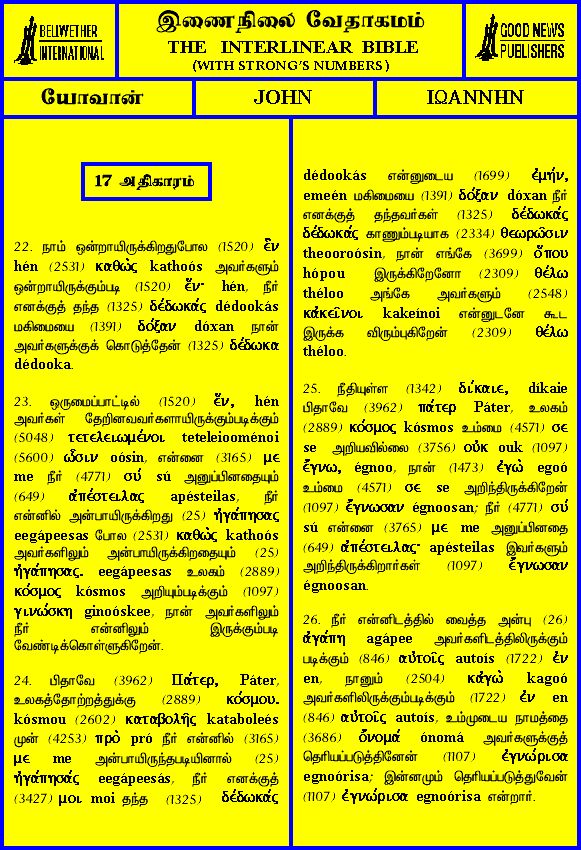 BELLWETHER
INTERNATIONAL
இணைநிலை வேதாகமம்
THE INTERLINEAR BIBLE
(WITH STRONG'S NUMBERS)
GOOD NEWS
PUBLISHERS
யோவான்
JOHN
ΙΩΑΝΝΗΝ
17 அதிகாரம்
22. நாம் ஒன்றாயிருக்கிறதுபோல (1520) ἓν
hén (2531) καθὼς kathoós அவர்களும்
ஒன்றாயிருக்கும்படி (1520) ἕν· hén, நீர்
எனக்குத் தந்த (1325) δέδωκάς dédookás
மகிமையை (1391) δόξαν dóxan நான்
அவர்களுக்குக் கொடுத்தேன் (1325) δέδωκα
dédooka.
23. ஒருமைப்பாட்டில் (1520) ἕν, hén
அவர்கள் தேறினவவர்களாயிருக்கும்படிக்கும்
(5048) τετελειωμένοι teteleiooménoi
(5600) ὦσιν oósin, என்னை (3165) με
me நீர் (4771) σύ sú அனுப்பினதையும்
(649) ἀπέστειλας apésteilas, நீர்
என்னில் அன்பாயிருக்கிறது (25) ἠγάπησας
eegápeesas போல (2531) καθὼς kathoós
அவர்களிலும் அன்பாயிருக்கிறதையும் (25)
ἠγάπησας. eegápeesas உலகம் (2889)
κόσμος kósmos அறியும்படிக்கும் (1097)
γινώσκη ginoóskee, நான் அவர்களிலும்
நீர் என்னிலும் இருக்கும்படி
வேண்டிக்கொள்ளுகிறேன்.
24. பிதாவே (3962) Πάτερ, Páter,
உலகத்தோற்றத்துக்கு (2889) κόσμου.
kósmou (2602) καταβολῆς kataboleés
முன் (4253) πρὸ pró நீர் என்னில் (3165)
με me அன்பாயிருந்தபடியினால் (25)
ἠγάπησάς eegápeesás, நீர் எனக்குத்
(3427) μοι moi தந்த (1325) δέδωκάς
dédookás என்னுடைய (1699) ἐμήν,
emeén மகிமையை (1391) δόξαν dóxan நீர்
எனக்குத் தந்தவர்கள் (1325) δέδωκάς
δέδωκάς காணும்படியாக (2334) θεωρῶσιν
theooroósin, நான் எங்கே (3699) ὅπου
hópou இருக்கிறேனோ (2309) θέλω
théloo அங்கே அவர்களும் (2548)
κἀκεῖνοι kakeínoi என்னுடனே கூட
இருக்க விரும்புகிறேன் (2309) θέλω
théloo.
25. நீதியுள்ள (1342) δίκαιε, díkaie
பிதாவே (3962) πάτερ Páter, உலகம்
(2889) κόσμος kósmos உம்மை (4571) σε
se அறியவில்லை (3756) οὐκ ouk (1097)
ἔγνω, égnoo, நான் (1473) ἐγὼ egoó
உம்மை (4571) σε se அறிந்திருக்கிறேன்
(1097) ἔγνωσαν égnoosan; நீர் (4771) σύ
sú என்னை (3765) με me அனுப்பினதை
(649) ἀπέστειλας· apésteilas இவர்களும்
அறிந்திருக்கிறார்கள் (1097) ἔγνωσαν
égnoosan.
26. நீர் என்னிடத்தில் வைத்த அன்பு (26)
ἀγάπη agápee அவர்களிடத்திலிருக்கும்
படிக்கும் (846) αὐτοῖς autoís (1722) ἐν
en, நானும் (2504) κἀγὼ kagoó
அவர்களிலிருக்கும்படிக்கும் (1722) ἐν en
(846) αὐτοῖς autoís, உம்முடைய நாமத்தை
(3686) ὄνομά ónomá அவர்களுக்குத்
தெரியப்படுத்தினேன் (1107) ἐγνώρισα
egnoórisa; இன்னமும் தெரியப்படுத்துவேன்
(1107) ἐγνώρισα egnoórisa என்றார்.